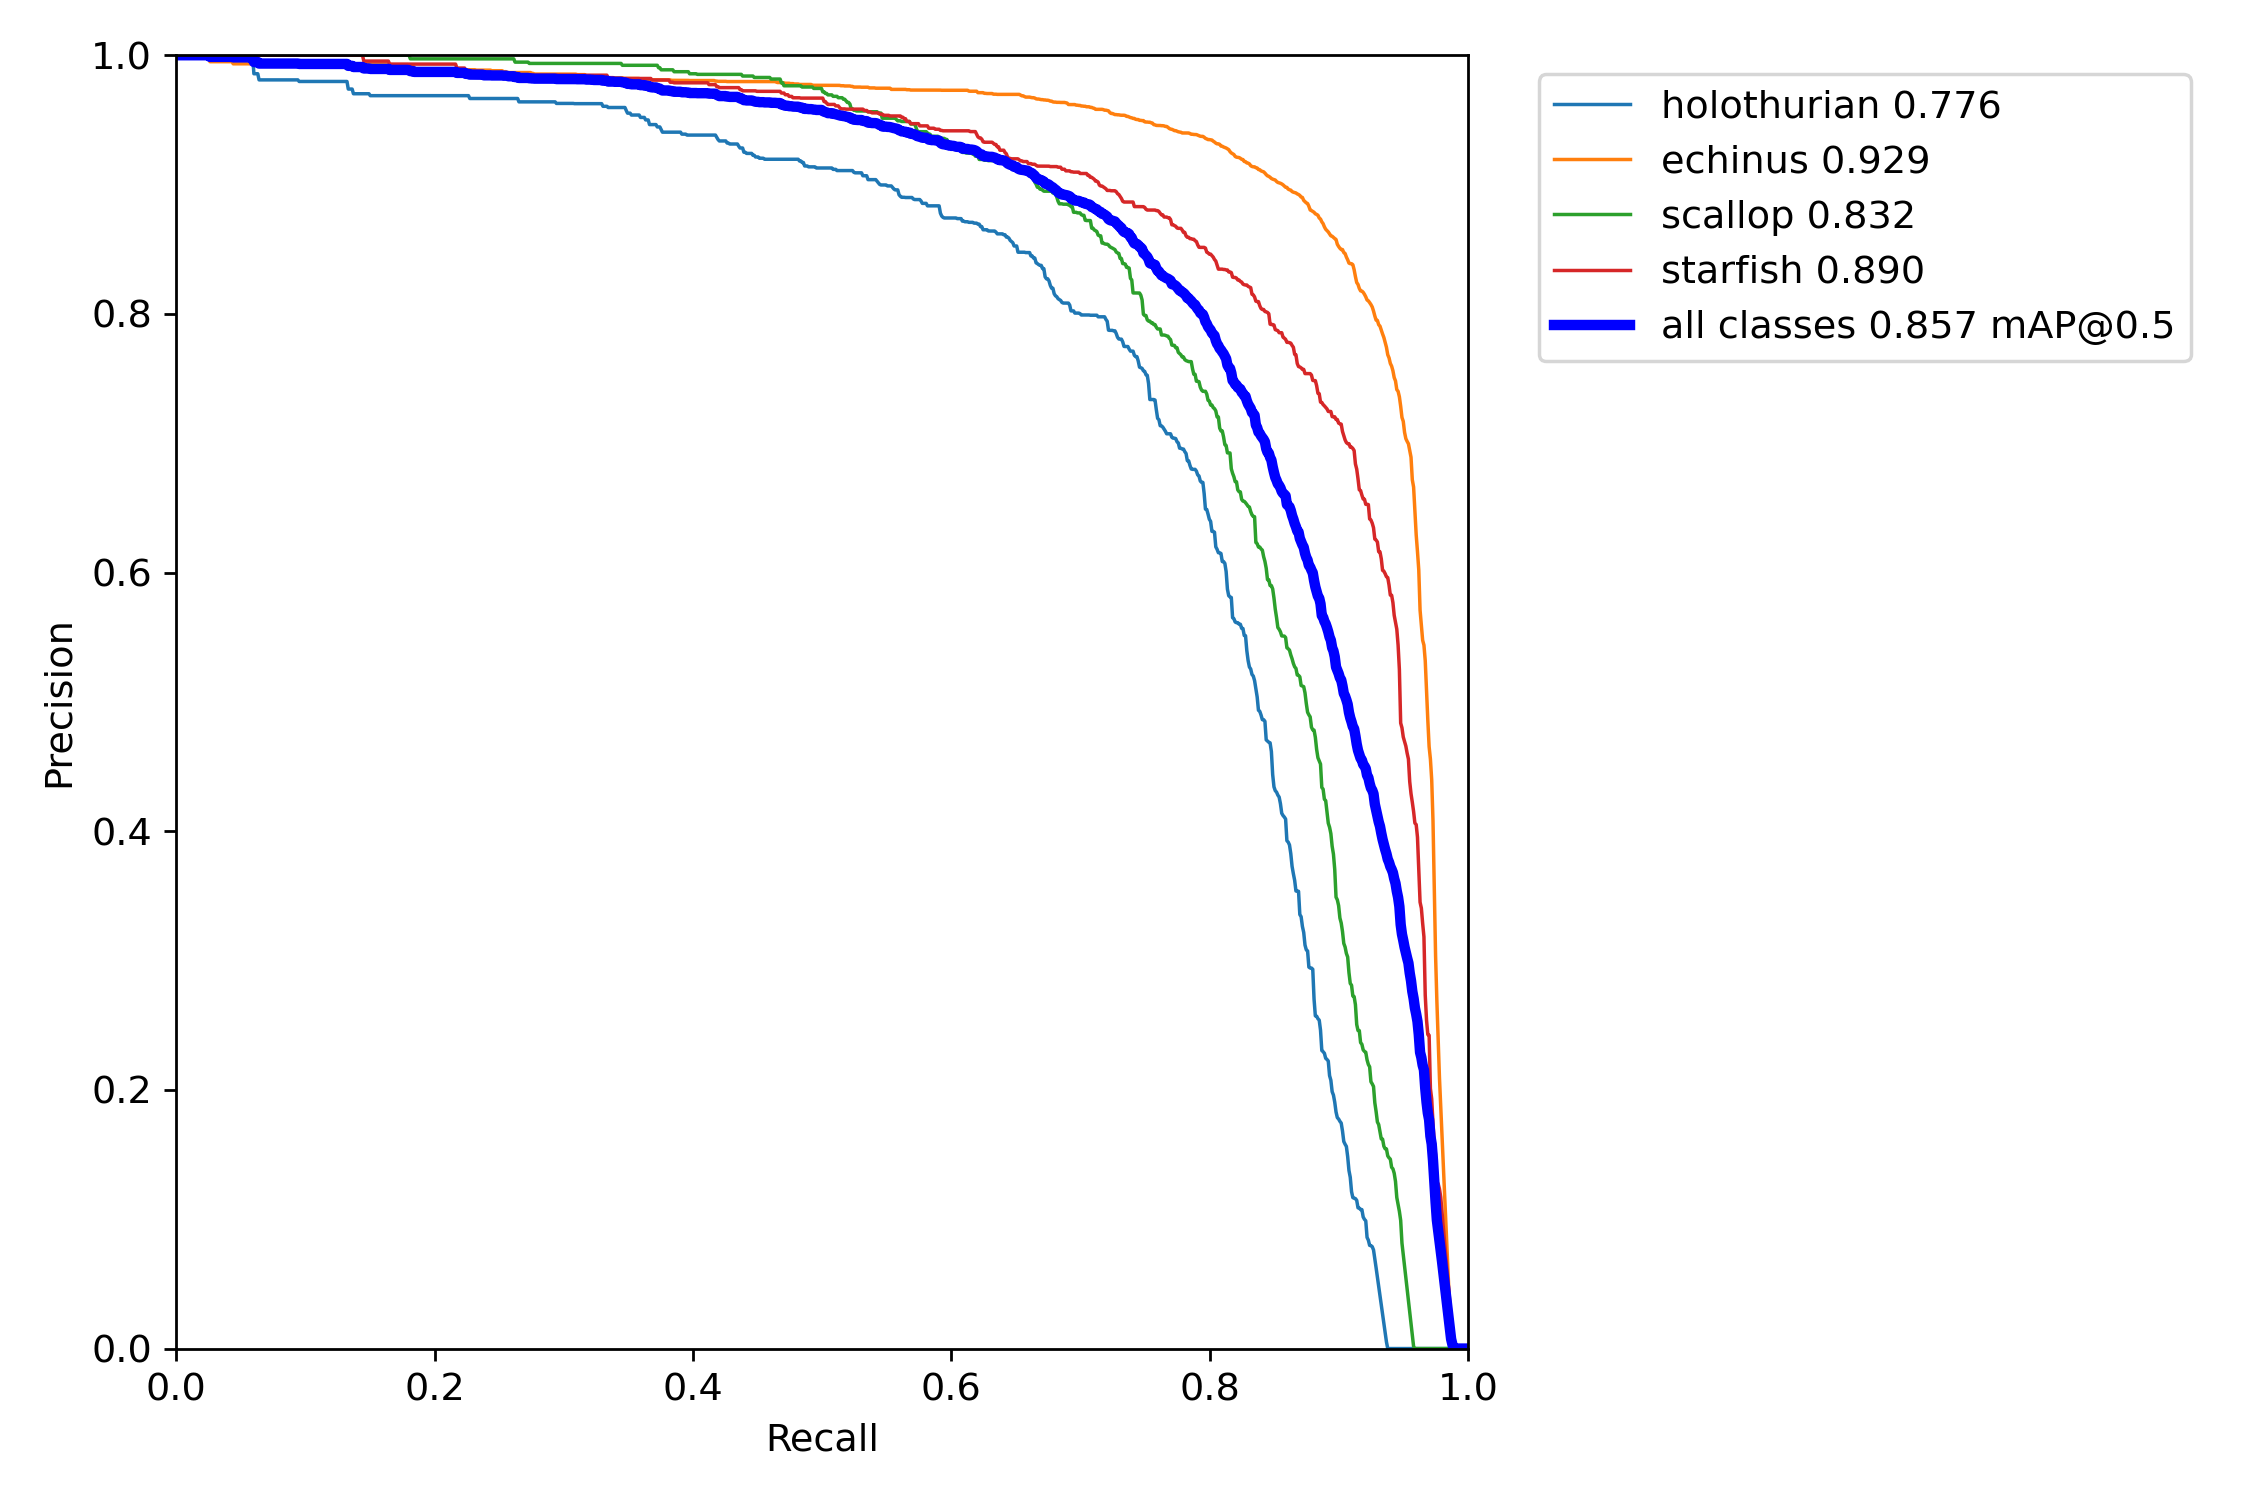 holothurian 0.776
echinus 0.929
scallop 0.832
starfish 0.890
all classes 0.857 mAP@0.5
Precision
1.0
0.8
0.6
0.4
0.2
0.0
0.0 0.2 0.4 0.6 0.8 1.0
Recall